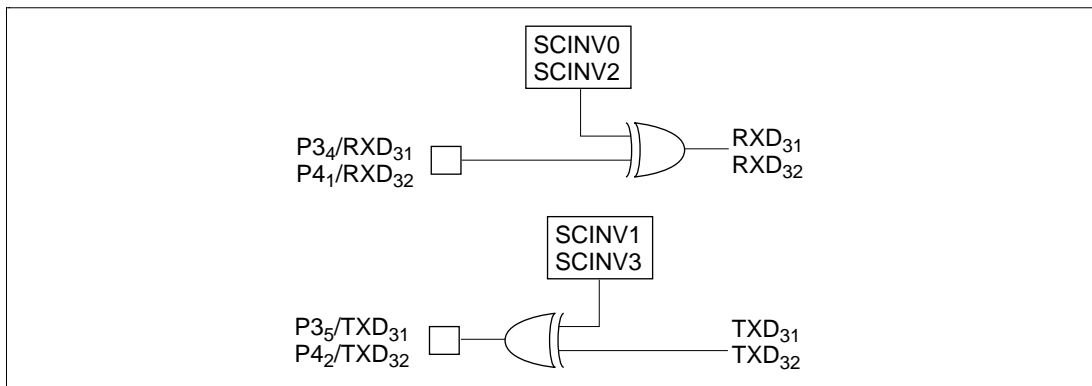 SCINV0
SCINV2
P3₄/RXD₃₁
P4₁/RXD₃₂
RXD₃₁
RXD₃₂
SCINV1
SCINV3
P3₅/TXD₃₁
P4₂/TXD₃₂
TXD₃₁
TXD₃₂